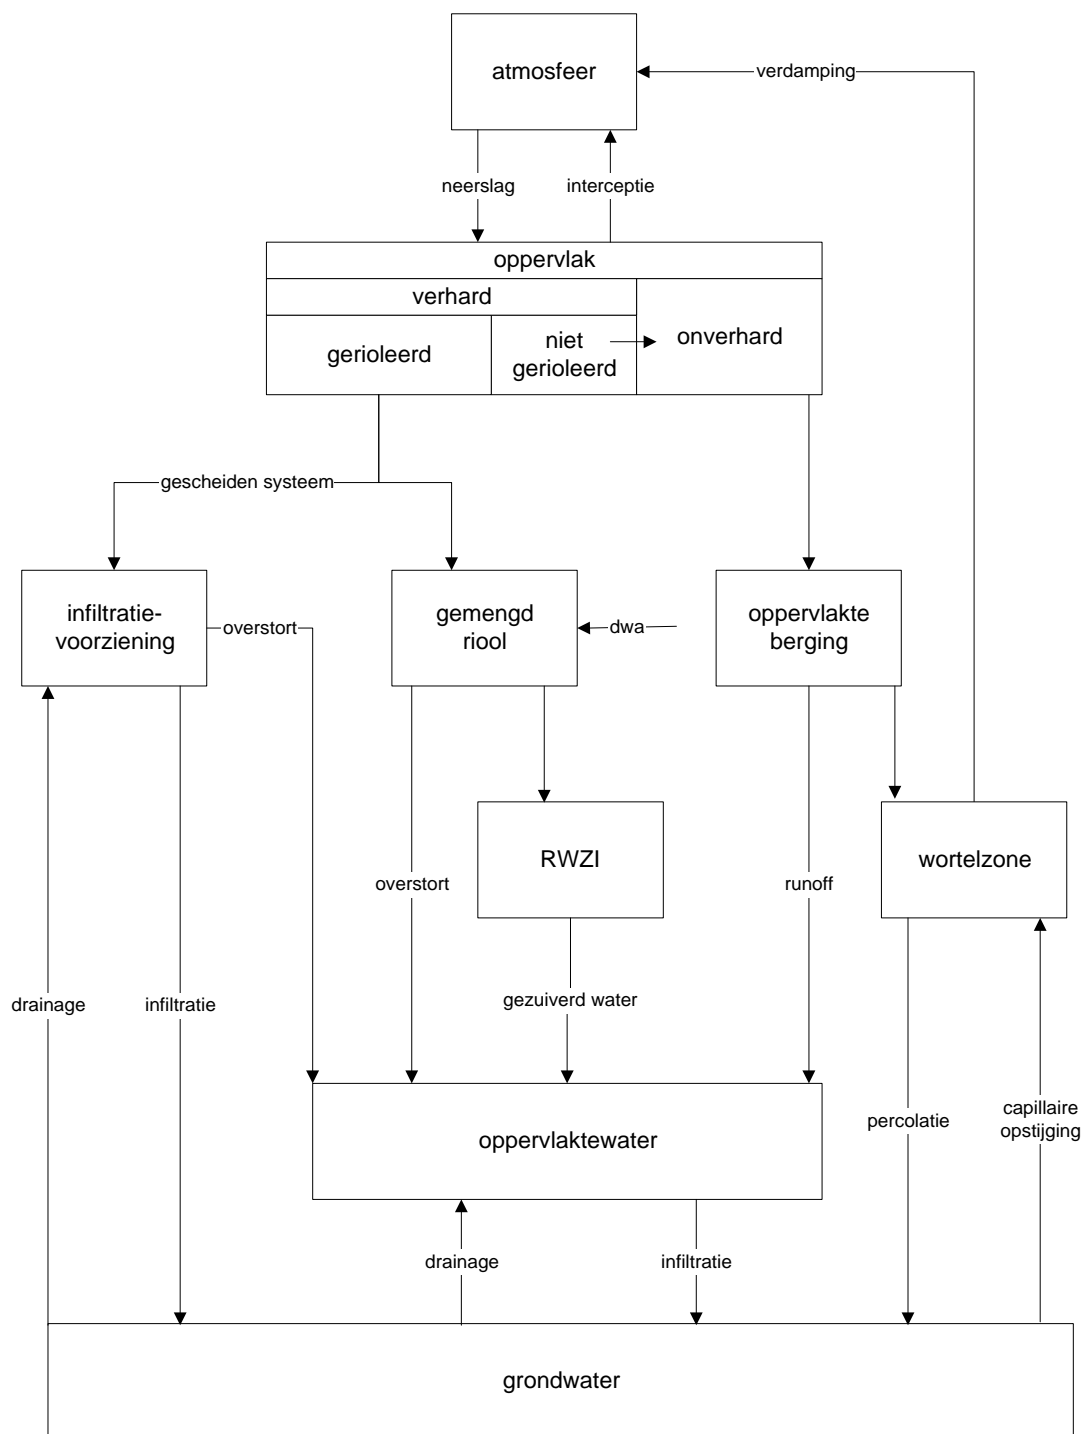 atmosfeer
verdamping
neerslag
interceptie
oppervlak
verhard
gerioleerd
niet
gerioleerd
onverhard
gescheiden systeem
infiltratie-
voorziening
overstort
gemengd
riool
dwa
oppervlakte
berging
RWZI
wortelzone
overstort
runoff
drainage
infiltratie
gezuiverd water
percolatie
capillaire
opstijging
oppervlaktewater
drainage
infiltratie
grondwater